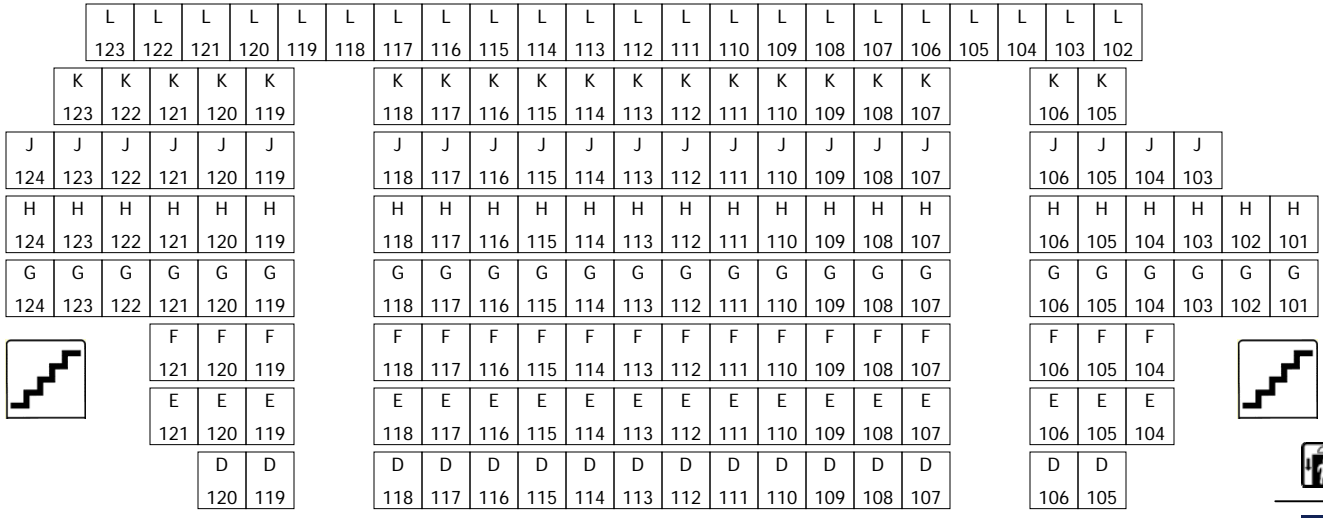 L L L L L L L L L L L L L L L L L L L L L L
123 122 121 120 119 118 117 116 115 114 113 112 111 110 109 108 107 106 105 104 103 102
K K K K K K K K K K K K K K K K K K K
123 122 121 120 119 118 117 116 115 114 113 112 111 110 109 108 107 106 105
J J J J J J J J J J J J J J J J J J J J J J
124 123 122 121 120 119 118 117 116 115 114 113 112 111 110 109 108 107 106 105 104 103
H H H H H H H H H H H H H H H H H H H H H H H H
124 123 122 121 120 119 118 117 116 115 114 113 112 111 110 109 108 107 106 105 104 103 102 101
G G G G G G G G G G G G G G G G G G G G G G G G
124 123 122 121 120 119 118 117 116 115 114 113 112 111 110 109 108 107 106 105 104 103 102 101
F F F F F F F F F F F F F F F F F F
121 120 119 118 117 116 115 114 113 112 111 110 109 108 107 106 105 104
E E E E E E E E E E E E E E E E E E
121 120 119 118 117 116 115 114 113 112 111 110 109 108 107 106 105 104
D D D D D D D D D D D D D D D D
120 119 118 117 116 115 114 113 112 111 110 109 108 107 106 105